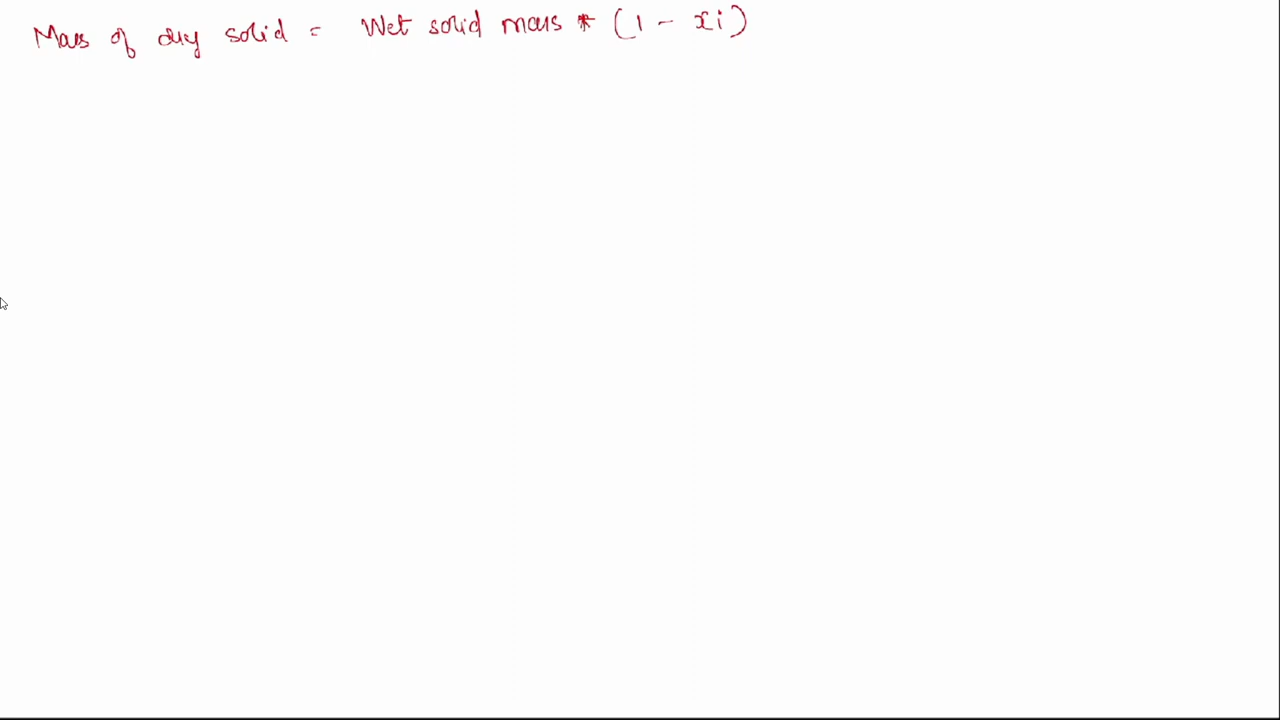 Mass of dry solid = Wet solid mass * (1 - xi)